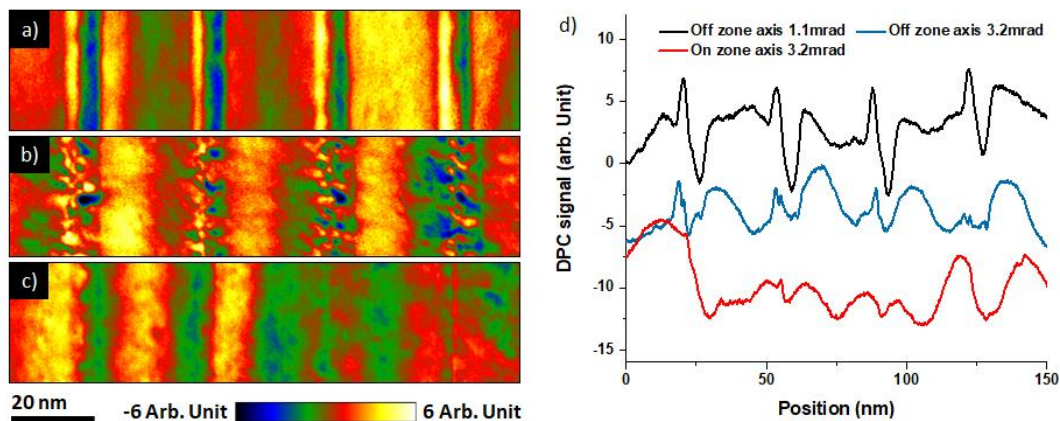 a)
b)
c)
20 nm
-6 Arb. Unit
6 Arb. Unit
d)
Off zone axis 1.1mrad
Off zone axis 3.2mrad
On zone axis 3.2mrad
DPC signal (arb. Unit)
10
5
0
-5
-10
-15
0
50
100
150
Position (nm)